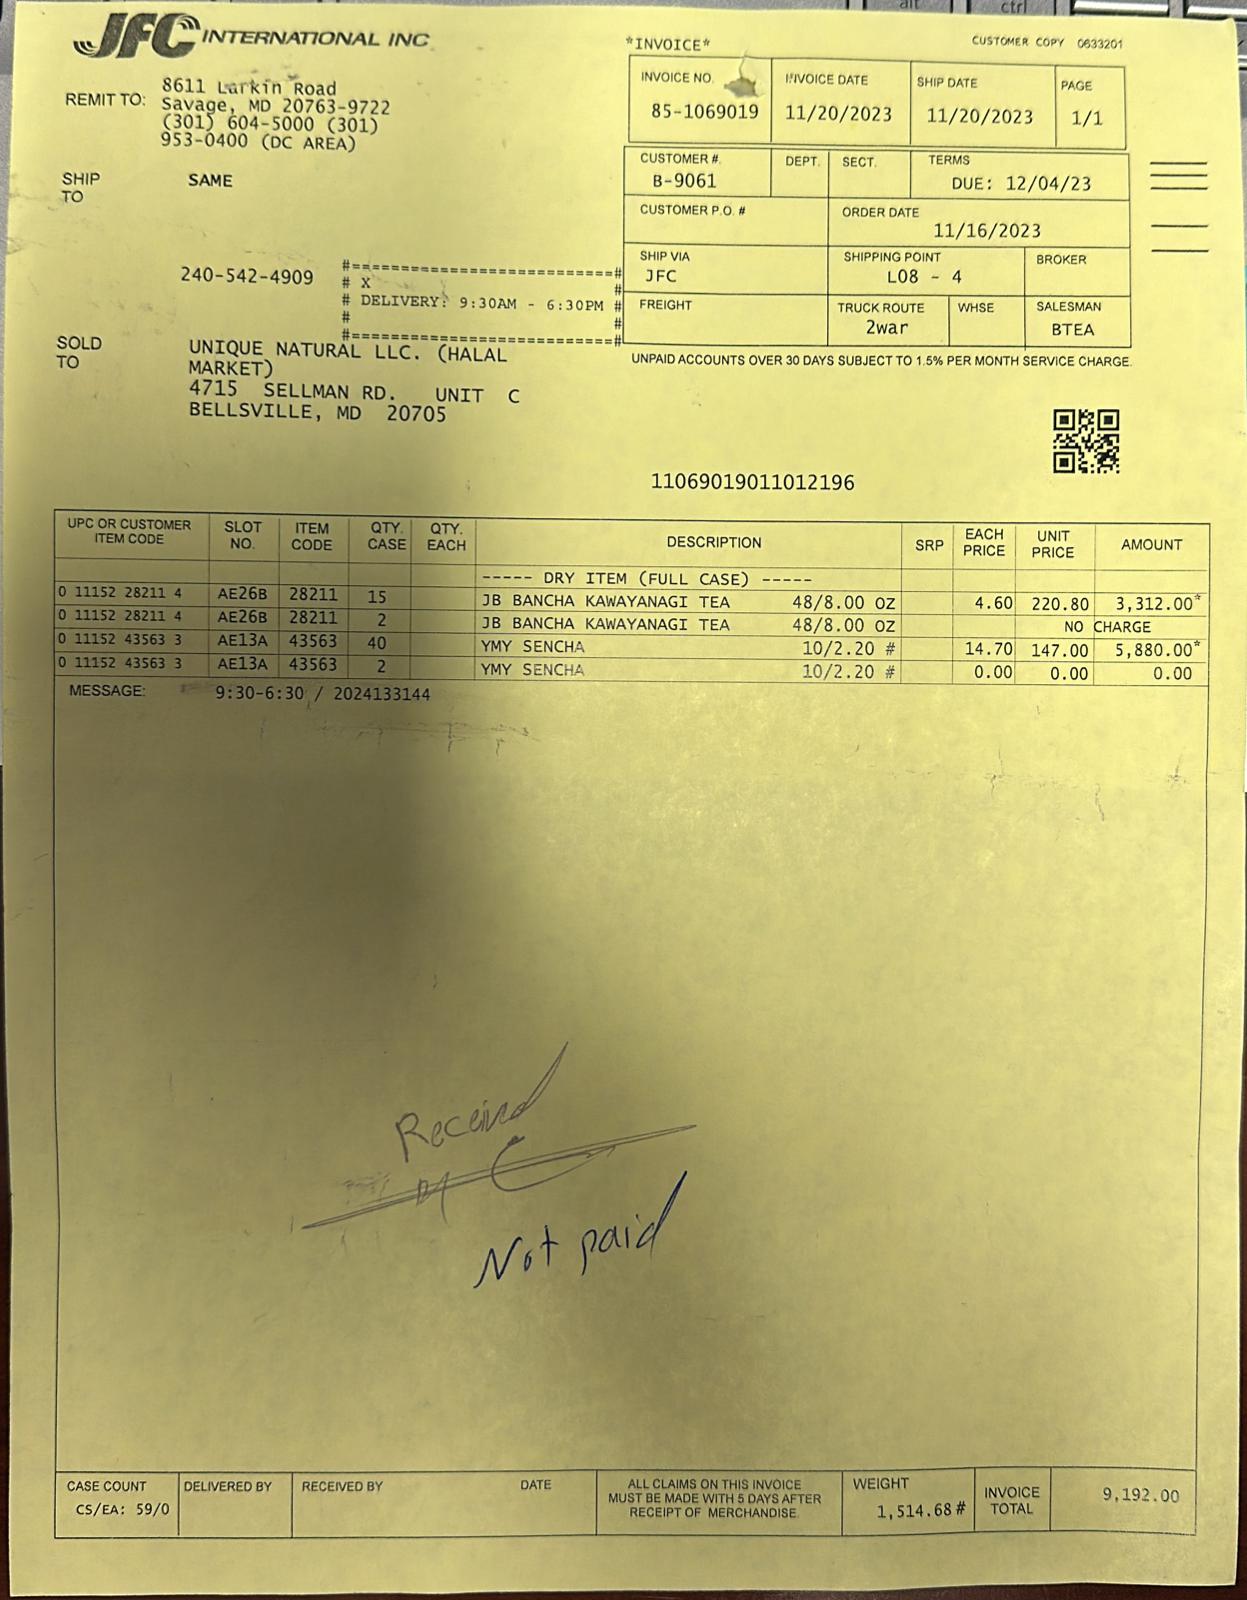 alt
ctrl
JFC INTERNATIONAL INC
*INVOICE*
CUSTOMER COPY 0633201
REMIT TO:
8611 Larkin Road
Savage, MD 20763-9722
(301) 604-5000 (301)
953-0400 (DC AREA)
INVOICE NO. INVOICE DATE SHIP DATE PAGE
85-1069019 11/20/2023 11/20/2023 1/1
CUSTOMER #. DEPT. SECT. TERMS
B-9061 DUE: 12/04/23
SHIP TO
SAME
CUSTOMER P.O. # ORDER DATE
11/16/2023
SHIP VIA SHIPPING POINT BROKER
JFC L08 - 4
FREIGHT TRUCK ROUTE WHSE SALESMAN
2war BTEA
240-542-4909
#===========================#
# X #
# DELIVERY: 9:30AM - 6:30PM #
# #
#===========================#
SOLD TO
UNIQUE NATURAL LLC. (HALAL
MARKET)
4715 SELLMAN RD. UNIT C
BELLSVILLE, MD 20705
UNPAID ACCOUNTS OVER 30 DAYS SUBJECT TO 1.5% PER MONTH SERVICE CHARGE.
11069019011012196
UPC OR CUSTOMER ITEM CODE SLOT NO. ITEM CODE QTY. CASE QTY. EACH DESCRIPTION SRP EACH PRICE UNIT PRICE AMOUNT
----- DRY ITEM (FULL CASE) -----
0 11152 28211 4 AE26B 28211 15 JB BANCHA KAWAYANAGI TEA 48/8.00 OZ 4.60 220.80 3,312.00*
0 11152 28211 4 AE26B 28211 2 JB BANCHA KAWAYANAGI TEA 48/8.00 OZ NO CHARGE
0 11152 43563 3 AE13A 43563 40 YMY SENCHA 10/2.20 # 14.70 147.00 5,880.00*
0 11152 43563 3 AE13A 43563 2 YMY SENCHA 10/2.20 # 0.00 0.00 0.00
MESSAGE: 9:30-6:30 / 2024133144
Received
Not paid
CASE COUNT DELIVERED BY RECEIVED BY DATE
CS/EA: 59/0
ALL CLAIMS ON THIS INVOICE
MUST BE MADE WITH 5 DAYS AFTER
RECEIPT OF MERCHANDISE.
WEIGHT
1,514.68 #
INVOICE TOTAL
9,192.00